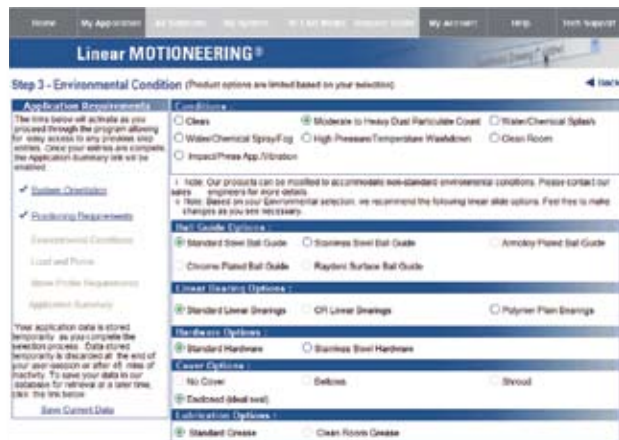 Home My Application My Account Help Tech Support
Linear MOTIONEERING®
Step 3 - Environmental Condition (Product options are limited based on your selection)
Back
Application Requirements
The links below will activate as you
proceed through the program allowing
for easy access to any previous step
entries. Once your entries are complete
the Application Summary link will be
enabled.
System Orientation
Positioning Requirements
Environmental Conditions
Load and Force
Move Profile Requirements
Application Summary
Your application data is stored
temporarily as you complete the
selection process. Data stored
temporarily is discarded at the end of
your user-session or after 45 mins of
inactivity. To save your data in our
database for retrieval at a later time,
click the link below
Save Current Data
Conditions :
Clean Moderate to Heavy Dust Particulate Count Water/Chemical Splash
Water/Chemical Spray/Fog High Pressure/Temperature Washdown Clean Room
Impact/Press App./Vibration
Note: Our products can be modified to accommodate non-standard environmental conditions. Please contact our
sales engineers for more details
Note: Based on your Environmental selection, we recommend the following linear slide options. Feel free to make
changes as you see necessary.
Ball Guide Options :
Standard Steel Ball Guide Stainless Steel Ball Guide Armoloy Plated Ball Guide
Chrome Plated Ball Guide Raydent Surface Ball Guide
Linear Bearing Options :
Standard Linear Bearings CR Linear Bearings Polymer Plain Bearings
Hardware Options :
Standard Hardware Stainless Steel Hardware
Cover Options :
No Cover Bellows Shroud
Enclosed (ideal seal)
Lubrication Options :
Standard Grease Clean Room Grease